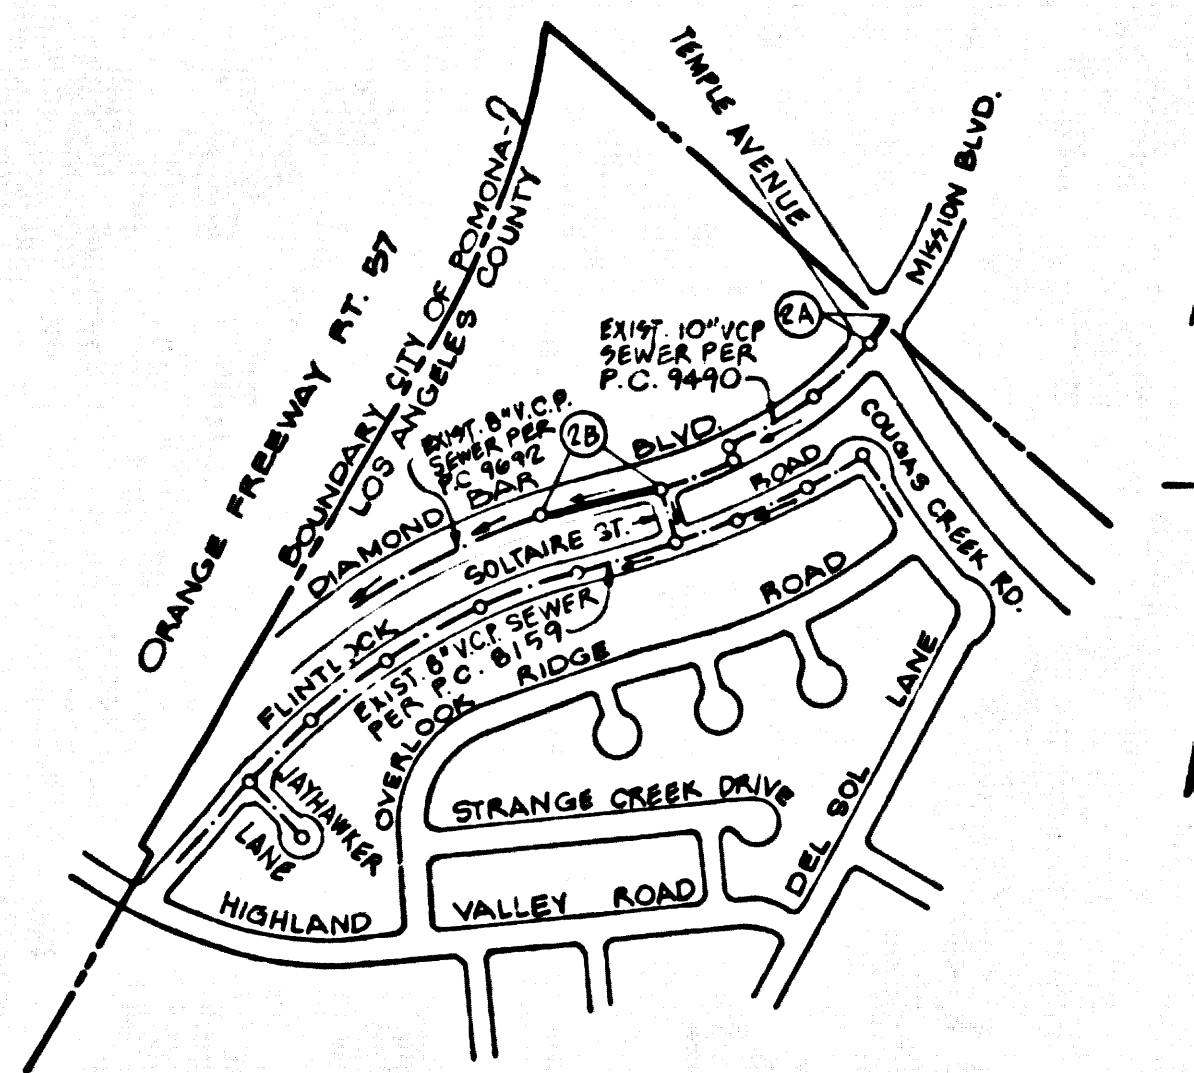 TEMPLE AVENUE
MISSION BLVD.
ORANGE FREEWAY RT. 57
BOUNDARY CITY OF POMONA
LOS ANGELES COUNTY
2A
EXIST. 10" VCP
SEWER PER
P.C. 9490
EXIST. 8" V.C.P.
SEWER PER
P.C 9692
2B
DIAMOND BAR BLVD.
COUGAS CREEK RD.
SOLTAIRE ST.
FLINTLOCK ROAD
EXIST. 8" V.C.P. SEWER
PER P.C. 8159
OVERLOOK RIDGE ROAD
JAYHAWKER
LANE
STRANGE CREEK DRIVE
DEL SOL LANE
HIGHLAND VALLEY ROAD